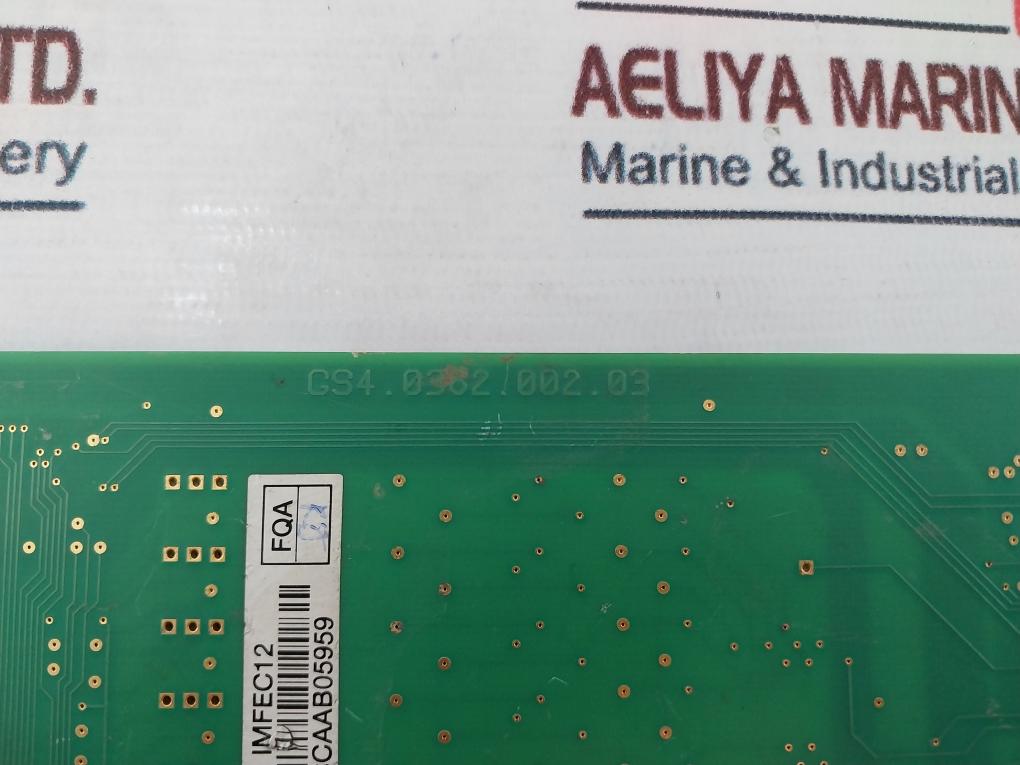 TD.
ery
AELIYA MARIN
Marine & Industrial
GS4.0362.002.03
FQA
IMFEC12
CAAB05959